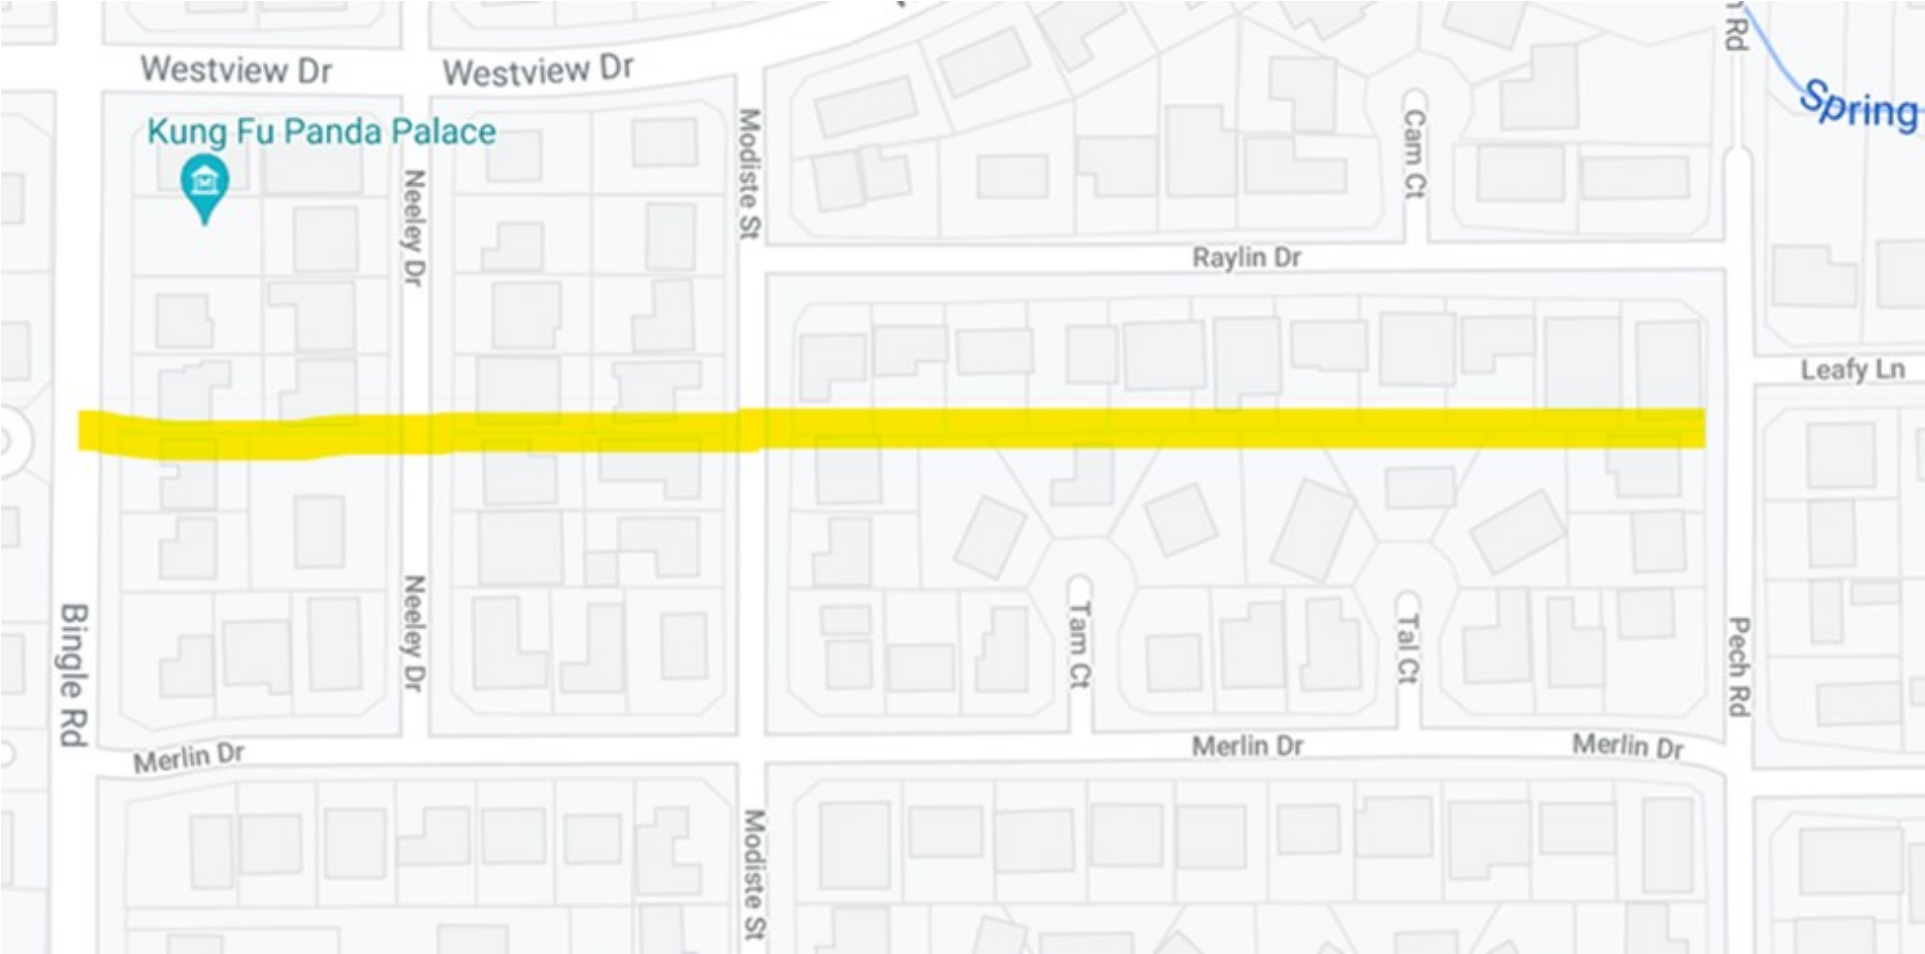 Westview Dr
Westview Dr
Rd
Spring
Kung Fu Panda Palace
Modiste St
Cam Ct
Neeley Dr
Raylin Dr
Leafy Ln
Neeley Dr
Bingle Rd
Tam Ct
Tal Ct
Pech Rd
Merlin Dr
Merlin Dr
Merlin Dr
Modiste St